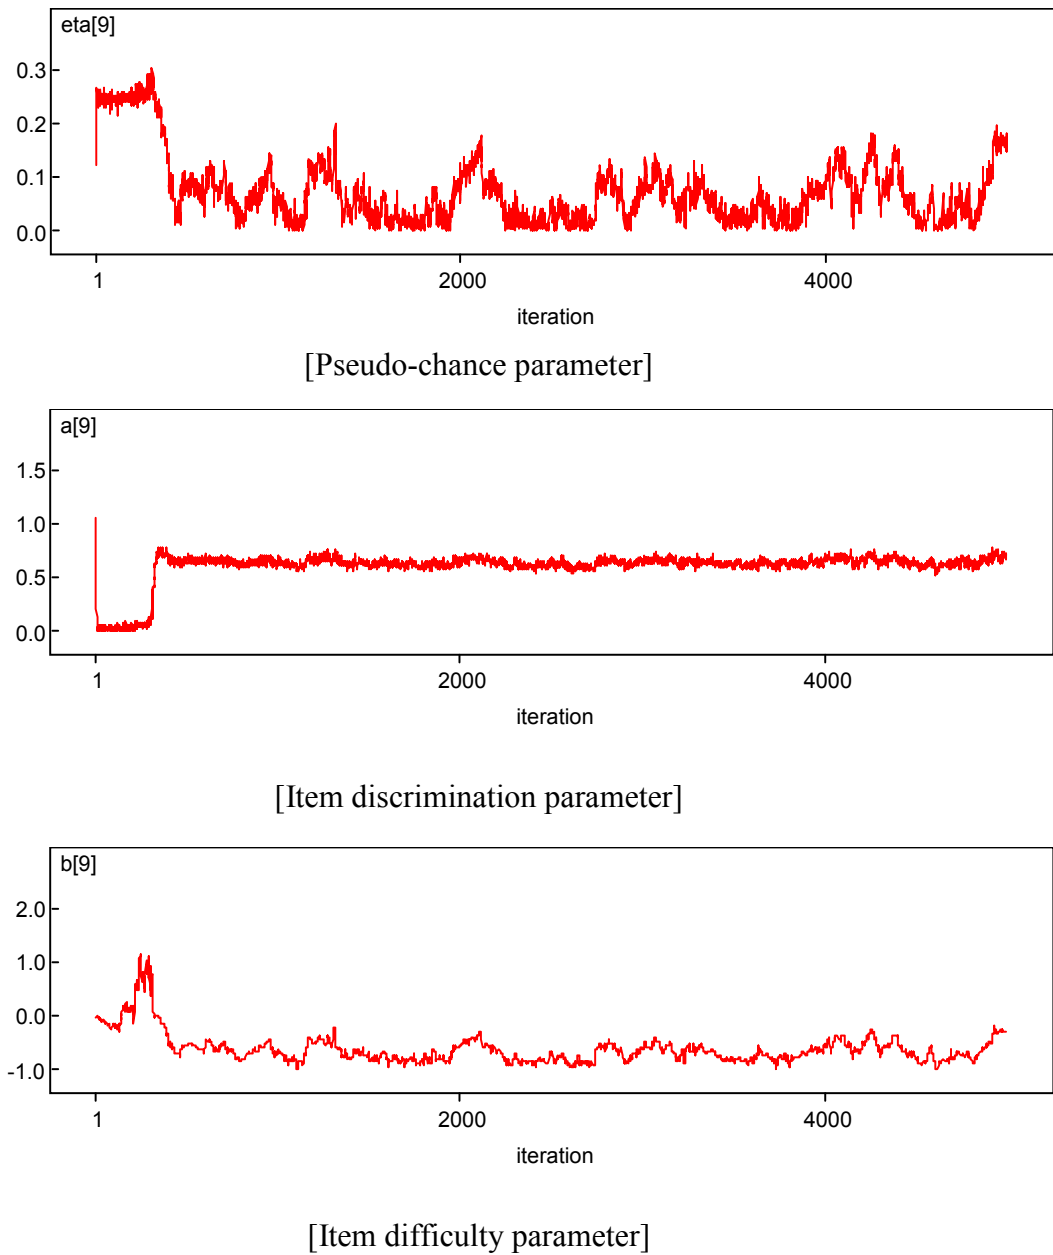 eta[9]
0.3
0.2
0.1
0.0
1 2000 4000
iteration
[Pseudo-chance parameter]
a[9]
1.5
1.0
0.5
0.0
1 2000 4000
iteration
[Item discrimination parameter]
b[9]
2.0
1.0
0.0
-1.0
1 2000 4000
iteration
[Item difficulty parameter]